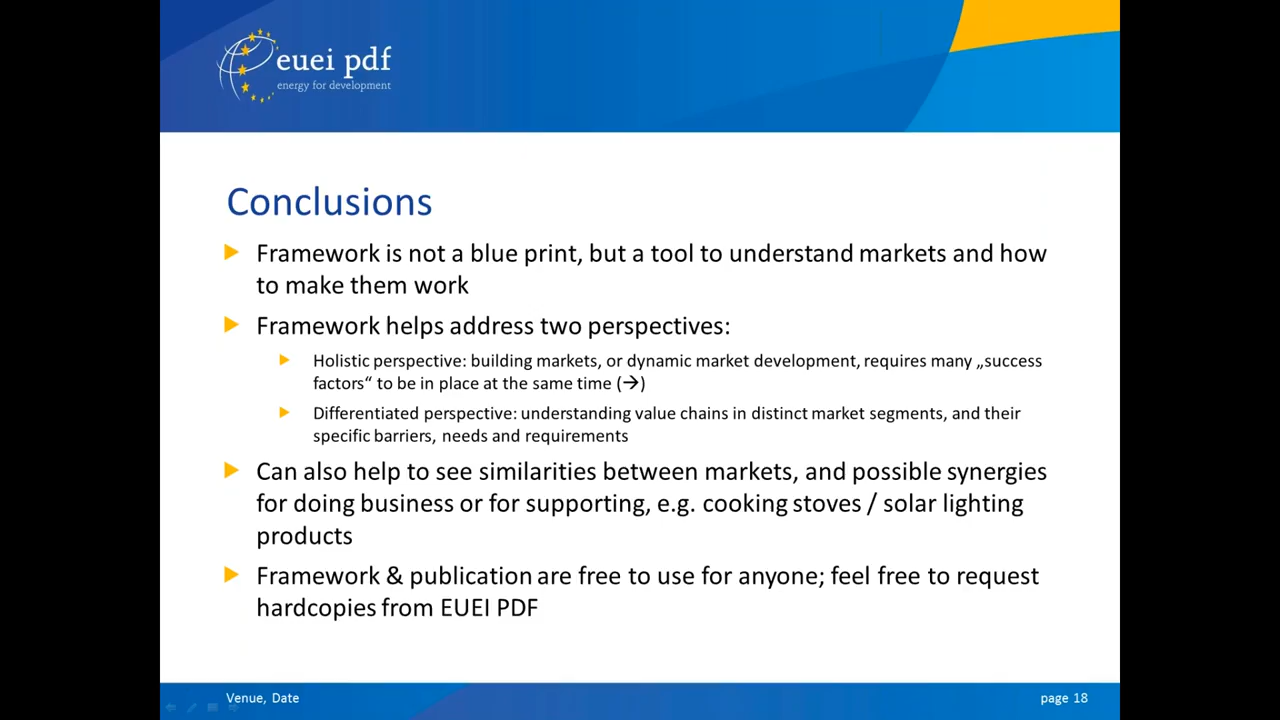 euei pdf
energy for development
Conclusions
Framework is not a blue print, but a tool to understand markets and how
to make them work
Framework helps address two perspectives:
Holistic perspective: building markets, or dynamic market development, requires many „success
factors“ to be in place at the same time (→)
Differentiated perspective: understanding value chains in distinct market segments, and their
specific barriers, needs and requirements
Can also help to see similarities between markets, and possible synergies
for doing business or for supporting, e.g. cooking stoves / solar lighting
products
Framework & publication are free to use for anyone; feel free to request
hardcopies from EUEI PDF
Venue, Date
page 18